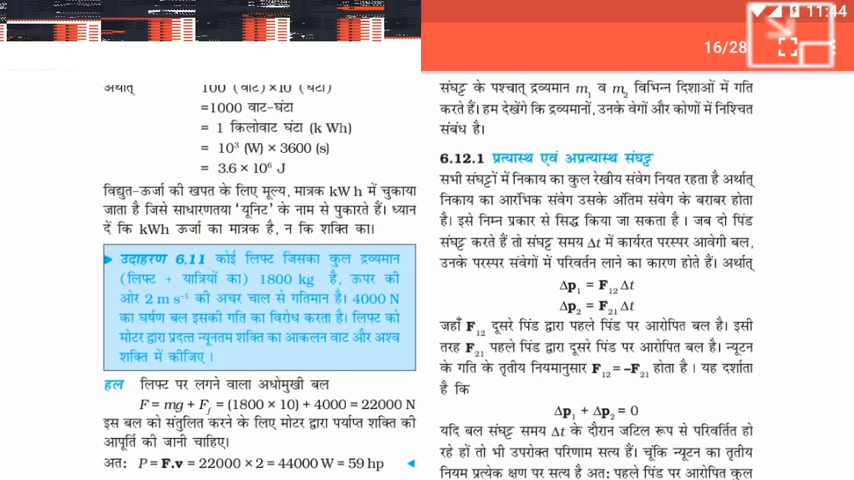 11:44
16/28
अर्थात् 100 (वाट) × 10 (घंटा)
=1000 वाट-घंटा
= 1 किलोवाट घंटा (k Wh)
= 10³ (W) × 3600 (s)
= 3.6 × 10⁶ J
विद्युत-ऊर्जा की खपत के लिए मूल्य, मात्रक kW h में चुकाया
जाता है जिसे साधारणतया 'यूनिट' के नाम से पुकारते हैं। ध्यान
दें कि kWh ऊर्जा का मात्रक है, न कि शक्ति का।
उदाहरण 6.11 कोई लिफ्ट जिसका कुल द्रव्यमान
(लिफ्ट + यात्रियों का) 1800 kg है, ऊपर की
ओर 2 m s⁻¹ की अचर चाल से गतिमान है। 4000 N
का घर्षण बल इसकी गति का विरोध करता है। लिफ्ट को
मोटर द्वारा प्रदत्त न्यूनतम शक्ति का आकलन वाट और अश्व
शक्ति में कीजिए ।
हल लिफ्ट पर लगने वाला अधोमुखी बल
F = mg + F_f = (1800 × 10) + 4000 = 22000 N
इस बल को संतुलित करने के लिए मोटर द्वारा पर्याप्त शक्ति की
आपूर्ति की जानी चाहिए।
अत: P = F.v = 22000 × 2 = 44000 W = 59 hp
संघट्ट के पश्चात् द्रव्यमान m₁ व m₂ विभिन्न दिशाओं में गति
करते हैं। हम देखेंगे कि द्रव्यमानों, उनके वेगों और कोणों में निश्चित
संबंध है।
6.12.1 प्रत्यास्थ एवं अप्रत्यास्थ संघट्ट
सभी संघट्टों में निकाय का कुल रेखीय संवेग नियत रहता है अर्थात्
निकाय का आरंभिक संवेग उसके अंतिम संवेग के बराबर होता
है। इसे निम्न प्रकार से सिद्ध किया जा सकता है । जब दो पिंड
संघट्ट करते हैं तो संघट्ट समय Δt में कार्यरत परस्पर आवेगी बल,
उनके परस्पर संवेगों में परिवर्तन लाने का कारण होते हैं। अर्थात्
Δp₁ = F₁₂ Δt
Δp₂ = F₂₁ Δt
जहाँ F₁₂ दूसरे पिंड द्वारा पहले पिंड पर आरोपित बल है। इसी
तरह F₂₁ पहले पिंड द्वारा दूसरे पिंड पर आरोपित बल है। न्यूटन
के गति के तृतीय नियमानुसार F₁₂ = –F₂₁ होता है । यह दर्शाता
है कि
Δp₁ + Δp₂ = 0
यदि बल संघट्ट समय Δt के दौरान जटिल रूप से परिवर्तित हो
रहे हों तो भी उपरोक्त परिणाम सत्य हैं। चूंकि न्यूटन का तृतीय
नियम प्रत्येक क्षण पर सत्य है अत: पहले पिंड पर आरोपित कुल